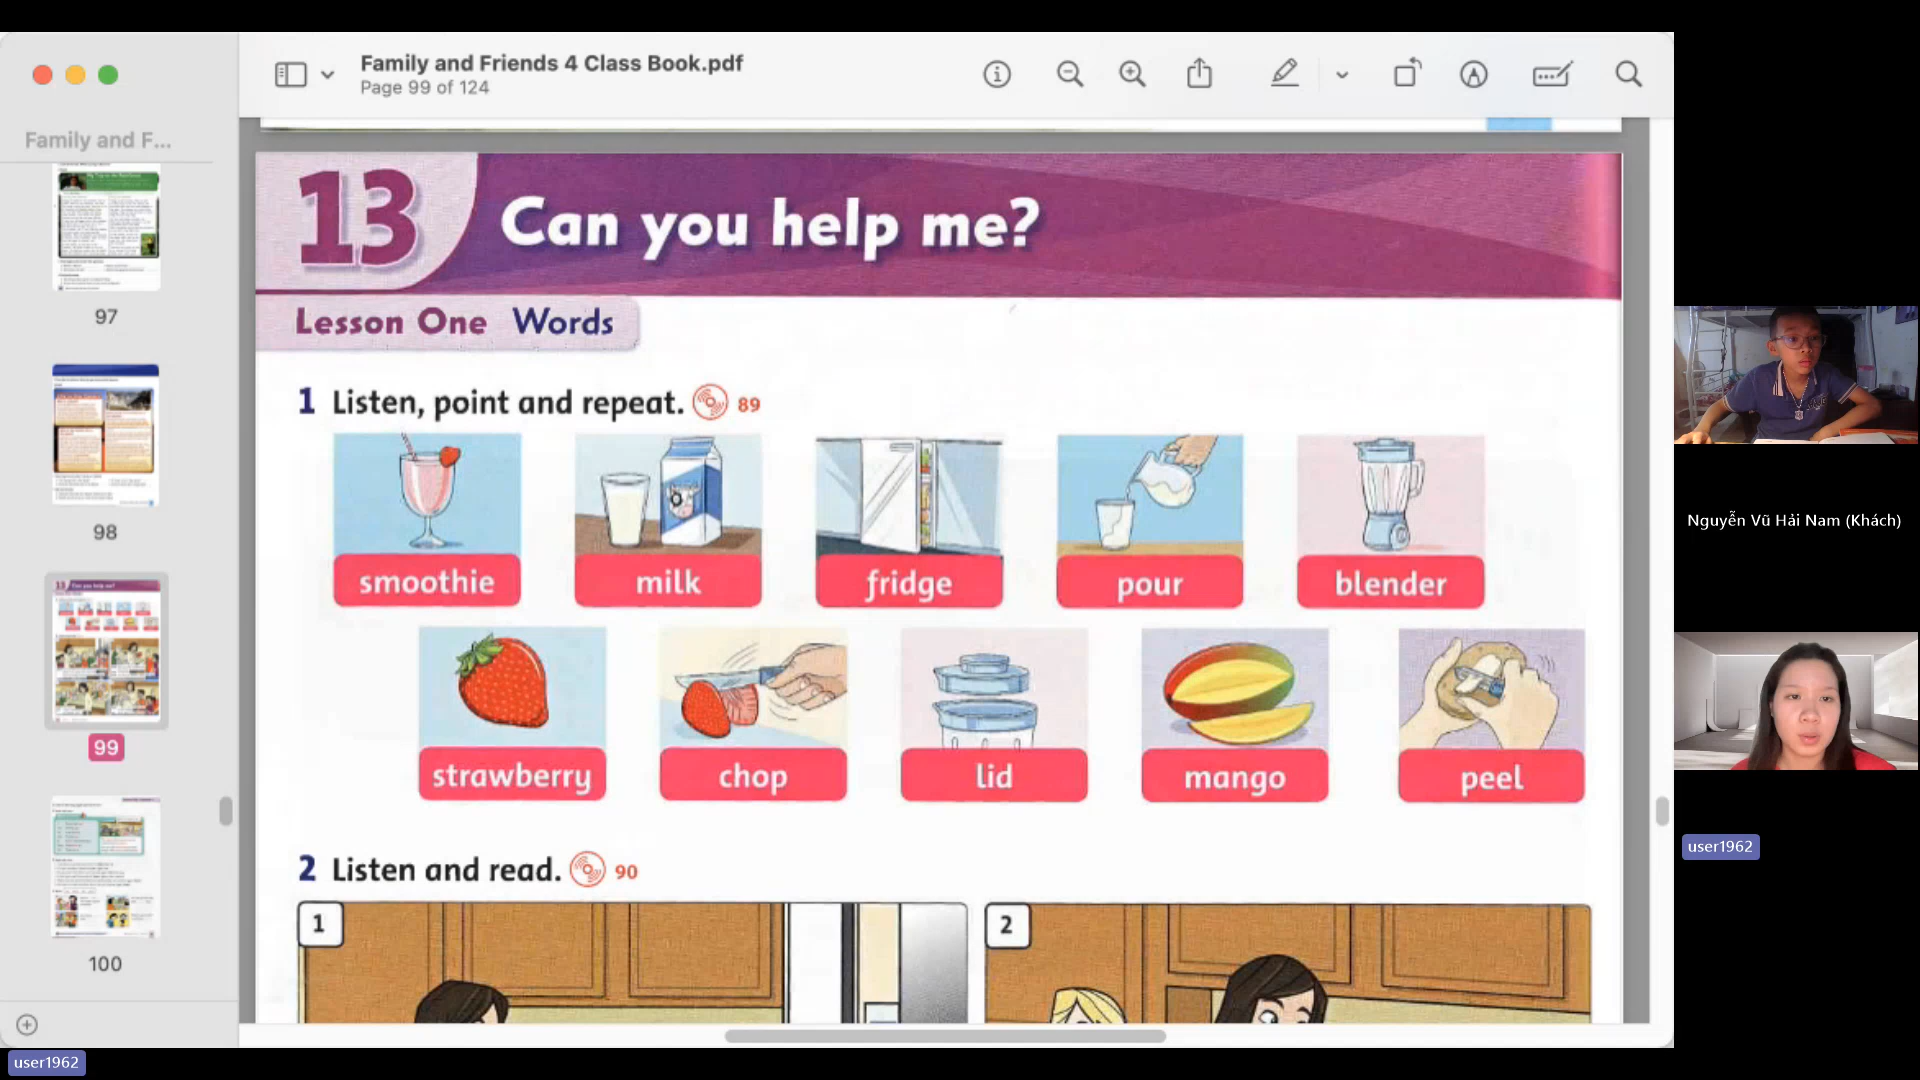 Family and Friends 4 Class Book.pdf
Page 99 of 124
Family and F...
97
98
99
100
13 Can you help me?
Lesson One Words
1 Listen, point and repeat. 89
smoothie
milk
fridge
pour
blender
strawberry
chop
lid
mango
peel
2 Listen and read. 90
1
2
Nguyễn Vũ Hải Nam (Khách)
user1962
user1962